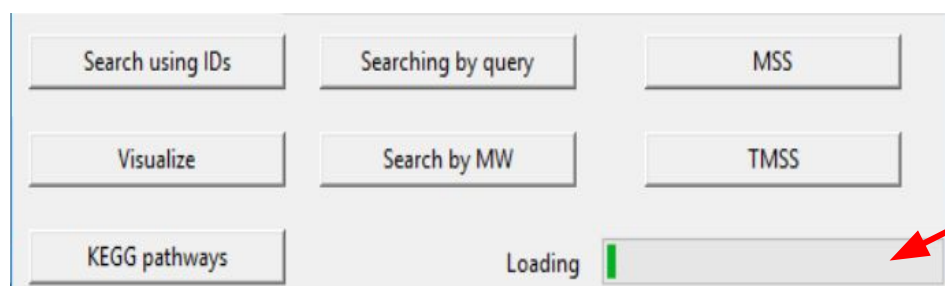 Search using IDs
Searching by query
MSS
Visualize
Search by MW
TMSS
KEGG pathways
Loading